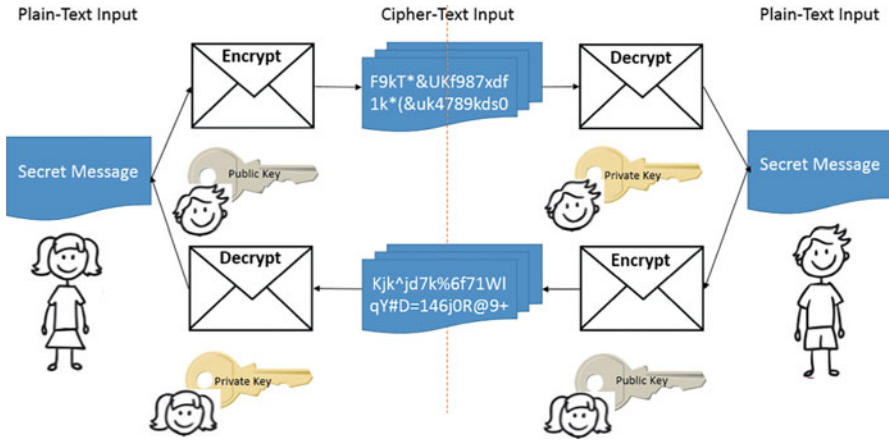 Plain-Text Input
Cipher-Text Input
Plain-Text Input
Encrypt
F9kT*&UKf987xdf
1k*(&uk4789kds0
Decrypt
Secret Message
Public Key
Private Key
Secret Message
Decrypt
Kjk^jd7k%6f71Wl
qY#D=146j0R@9+
Encrypt
Private Key
Public Key